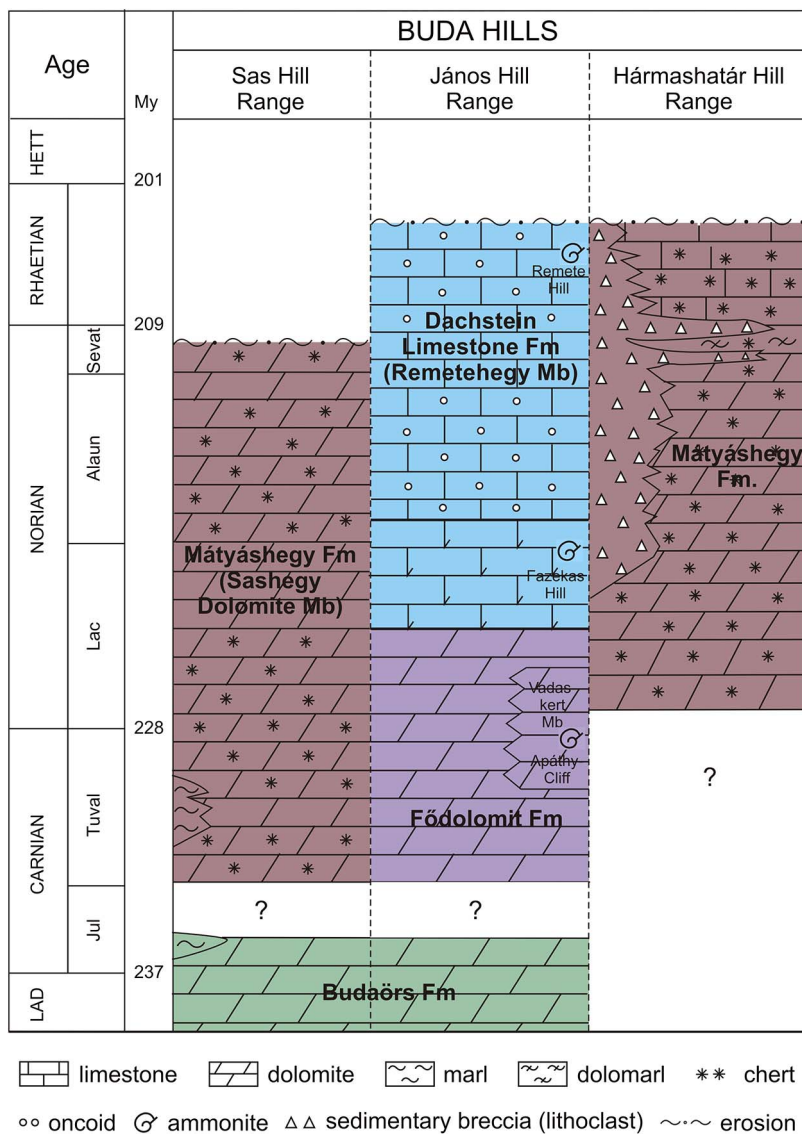 Age
My
BUDA HILLS
Sas Hill
Range
János Hill
Range
Hármashatár Hill
Range
HETT
201
RHAETIAN
Remete
Hill
209
Dachstein
Limestone Fm
(Remetehegy Mb)
Sevat
NORIAN
Alaun
Mátyáshegy
Fm.
Mátyáshegy Fm
(Sashegy
Dolomite Mb)
Fazekas
Hill
Lac
Vadas
kert
Mb
228
Apáthy
Cliff
?
CARNIAN
Tuval
Fődolomit Fm
Jul
?
?
237
LAD
Budaörs Fm
limestone
dolomite
marl
dolomarl
chert
oncoid
ammonite
sedimentary breccia (lithoclast)
erosion